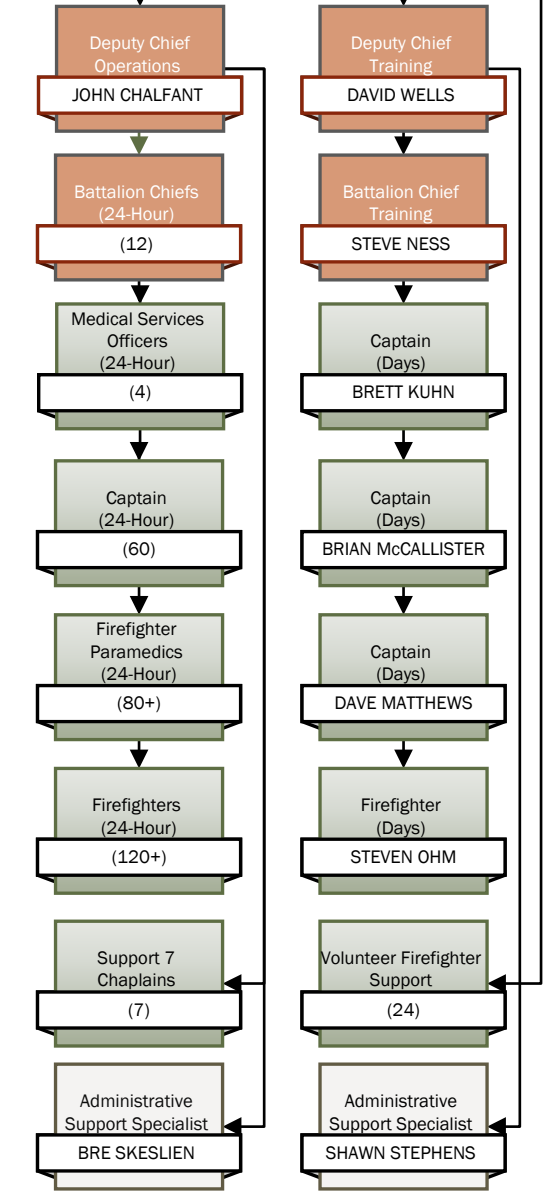 Deputy Chief
Operations
JOHN CHALFANT
Battalion Chiefs
(24-Hour)
(12)
Medical Services
Officers
(24-Hour)
(4)
Captain
(24-Hour)
(60)
Firefighter
Paramedics
(24-Hour)
(80+)
Firefighters
(24-Hour)
(120+)
Support 7
Chaplains
(7)
Administrative
Support Specialist
BRE SKESLIEN
Deputy Chief
Training
DAVID WELLS
Battalion Chief
Training
STEVE NESS
Captain
(Days)
BRETT KUHN
Captain
(Days)
BRIAN McCALLISTER
Captain
(Days)
DAVE MATTHEWS
Firefighter
(Days)
STEVEN OHM
Volunteer Firefighter
Support
(24)
Administrative
Support Specialist
SHAWN STEPHENS